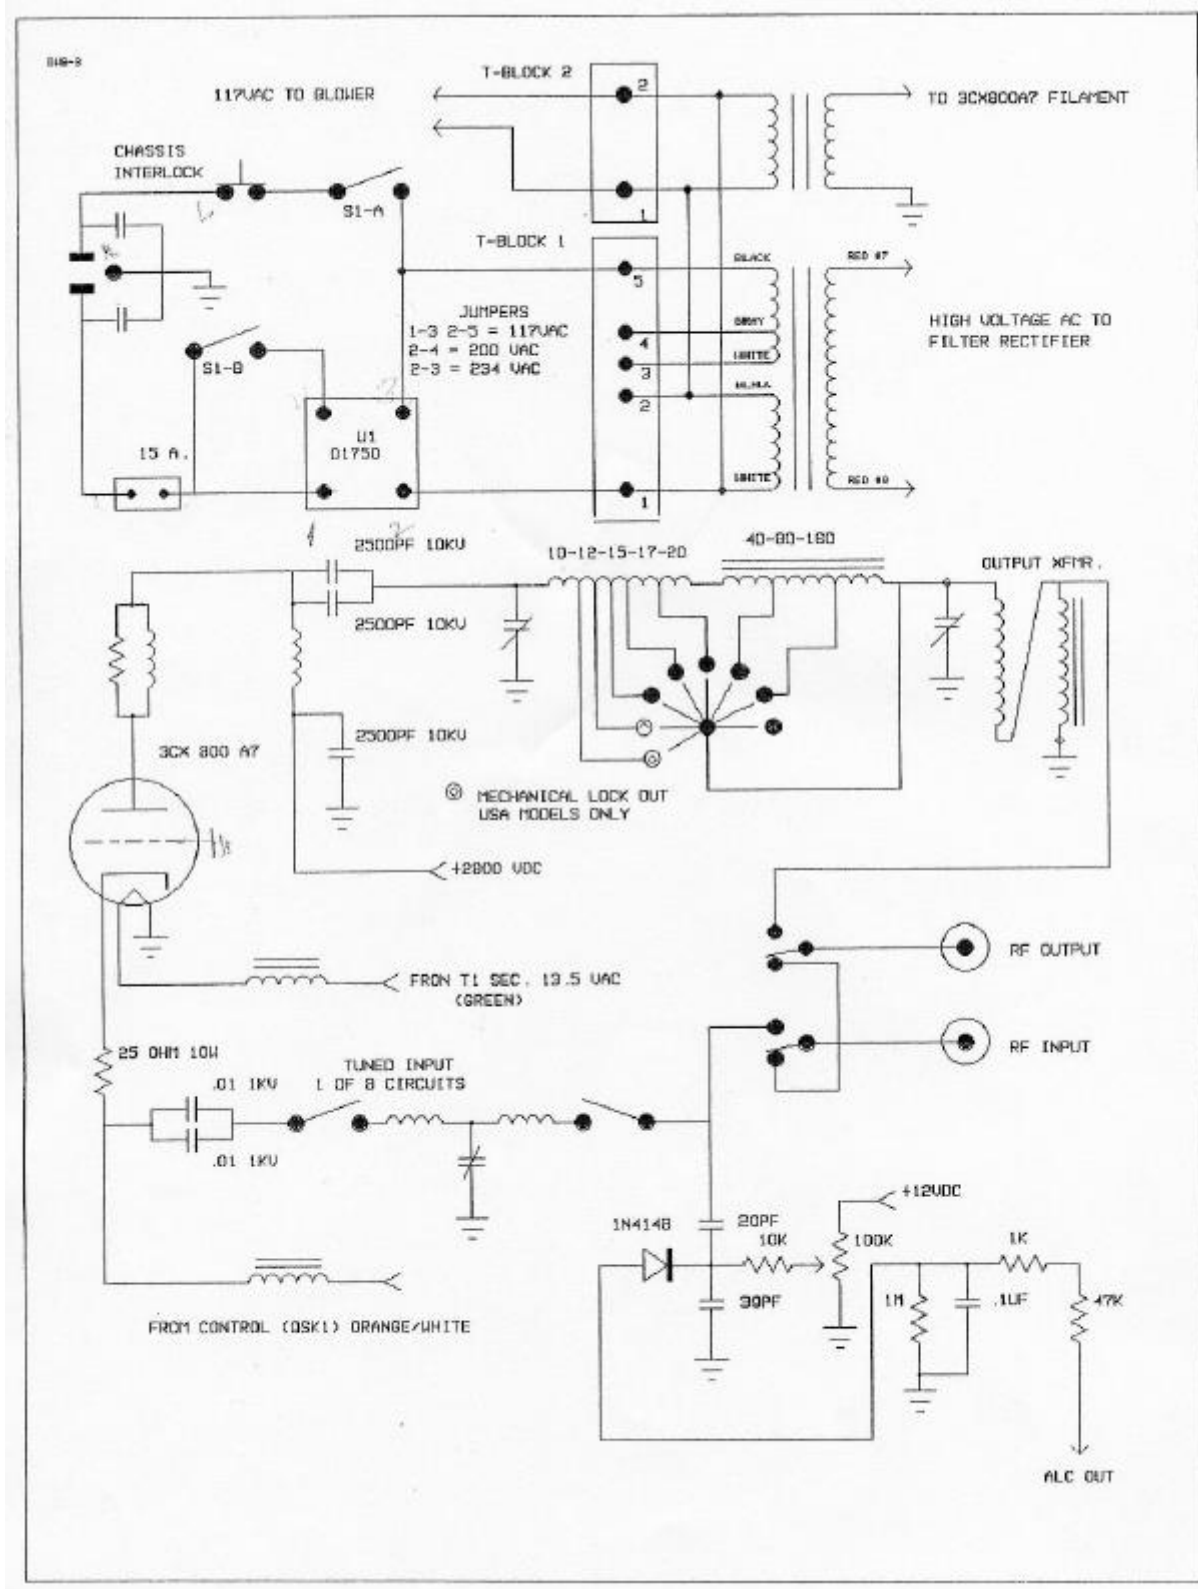 T-BLOCK 2
2
117VAC TO BLOWER
TO 3CX800A7 FILAMENT
CHASSIS
INTERLOCK
S1-A
1
T-BLOCK 1
BLACK
RED #7
5
JUMPERS
1-3 2-5 = 117VAC
2-4 = 200 VAC
2-3 = 234 VAC
GRAY
4
HIGH VOLTAGE AC TO
FILTER RECTIFIER
WHITE
3
S1-B
2
U1
D1750
15 A.
WHITE
RED #8
1
2500PF 10KV
10-12-15-17-20
40-80-160
OUTPUT XFMR.
2500PF 10KV
3CX 800 A7
2500PF 10KV
MECHANICAL LOCK OUT
USA MODELS ONLY
+2800 VDC
RF OUTPUT
FRON T1 SEC. 13.5 VAC
(GREEN)
RF INPUT
25 OHM 10W
TUNED INPUT
1 OF 8 CIRCUITS
.01 1KV
.01 1KV
+12VDC
1N4148
20PF
10K
100K
1K
39PF
1M
.1UF
47K
FROM CONTROL (QSK1) ORANGE/WHITE
ALC OUT